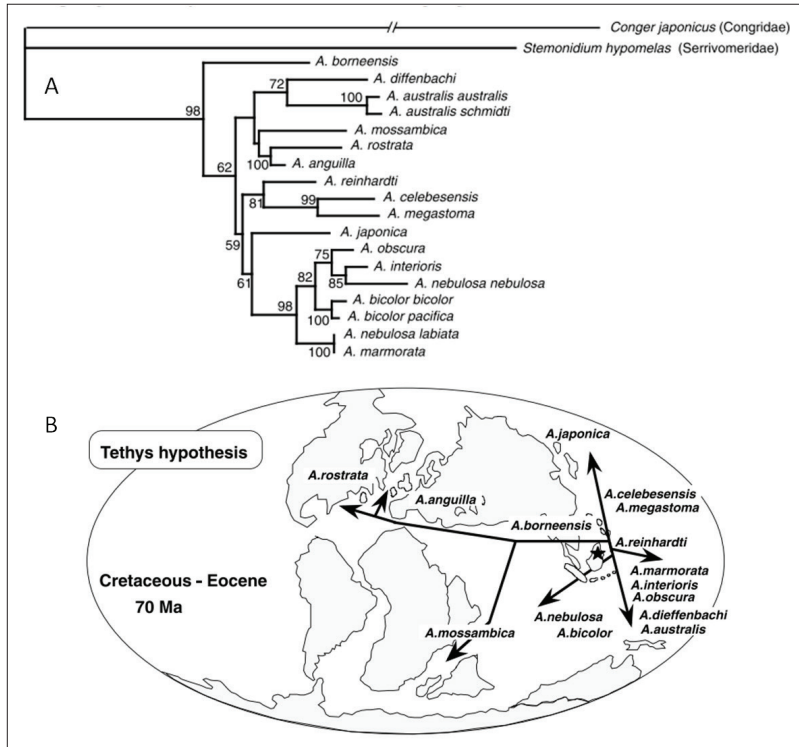 Conger japonicus (Congridae)
Stemonidium hypomelas (Serrivomeridae)
A
A. borneensis
72
A. diffenbachi
100
A. australis australis
A. australis schmidti
98
A. mossambica
A. rostrata
62
100
A. anguilla
A. reinhardti
81
99
A. celebesensis
A. megastoma
59
A. japonica
75
A. obscura
A. interioris
61
82
85
A. nebulosa nebulosa
98
A. bicolor bicolor
100
A. bicolor pacifica
A. nebulosa labiata
100
A. marmorata
B
Tethys hypothesis
A.japonica
A.rostrata
A.anguilla
A.celebesensis
A.megastoma
A.borneensis
A.reinhardti
Cretaceous - Eocene
70 Ma
A.marmorata
A.interioris
A.obscura
A.nebulosa
A.bicolor
A.dieffenbachi
A.australis
A.mossambica